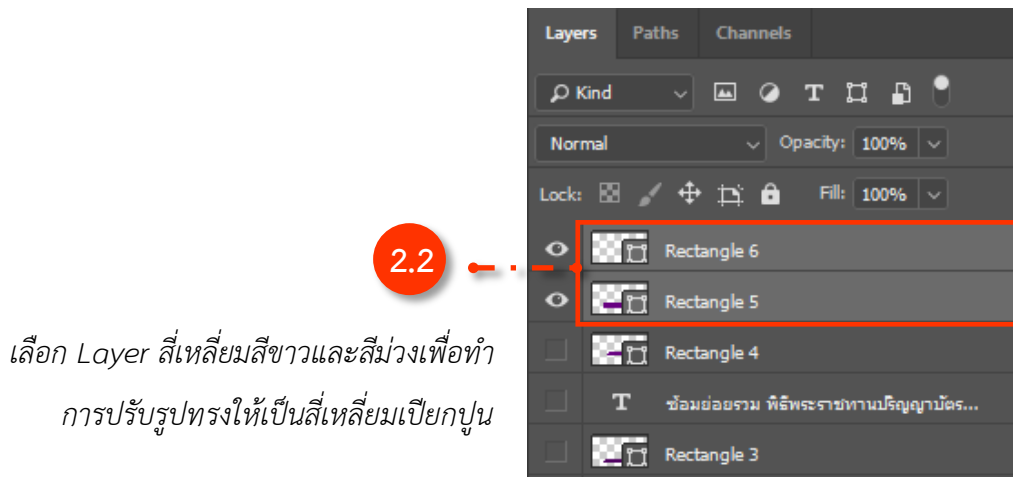 Layers Paths Channels
Kind
Normal Opacity: 100%
Lock: Fill: 100%
2.2
Rectangle 6
Rectangle 5
เลือก Layer สี่เหลี่ยมสีขาวและสีม่วงเพื่อทำ
การปรับรูปทรงให้เป็นสี่เหลี่ยมเปียกปูน
Rectangle 4
T ซ้อมย่อยรวม พิธีพระราชทานปริญญาบัตร...
Rectangle 3